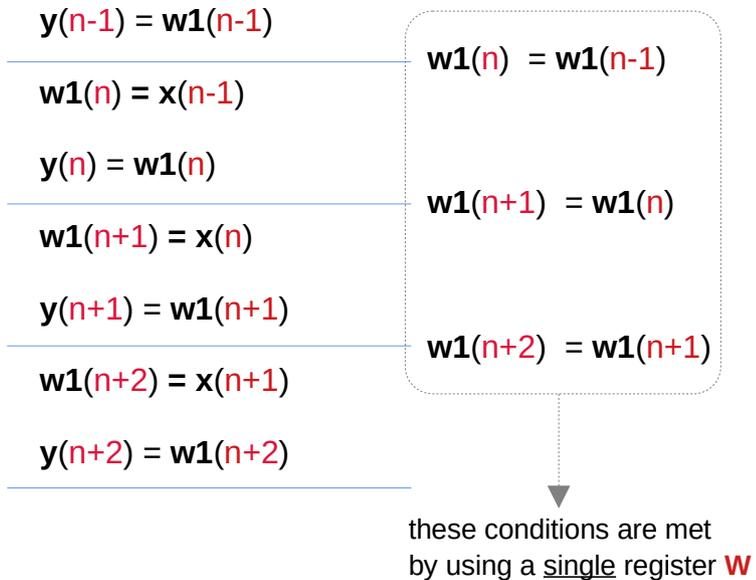 y(n-1) = w1(n-1)
w1(n) = w1(n-1)
w1(n) = x(n-1)
y(n) = w1(n)
w1(n+1) = w1(n)
w1(n+1) = x(n)
y(n+1) = w1(n+1)
w1(n+2) = w1(n+1)
w1(n+2) = x(n+1)
y(n+2) = w1(n+2)
these conditions are met
by using a single register W